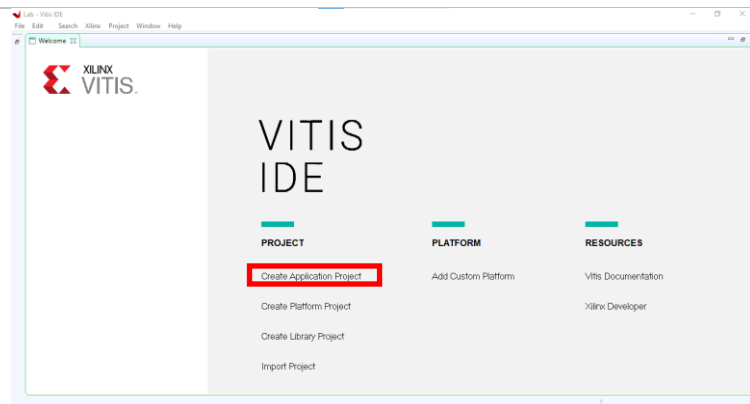 Lab - Vitis IDE
File Edit Search Xilinx Project Window Help
Welcome
XILINX
VITIS.
VITIS
IDE
PROJECT PLATFORM RESOURCES
Create Application Project Add Custom Platform Vitis Documentation
Create Platform Project Xilinx Developer
Create Library Project
Import Project